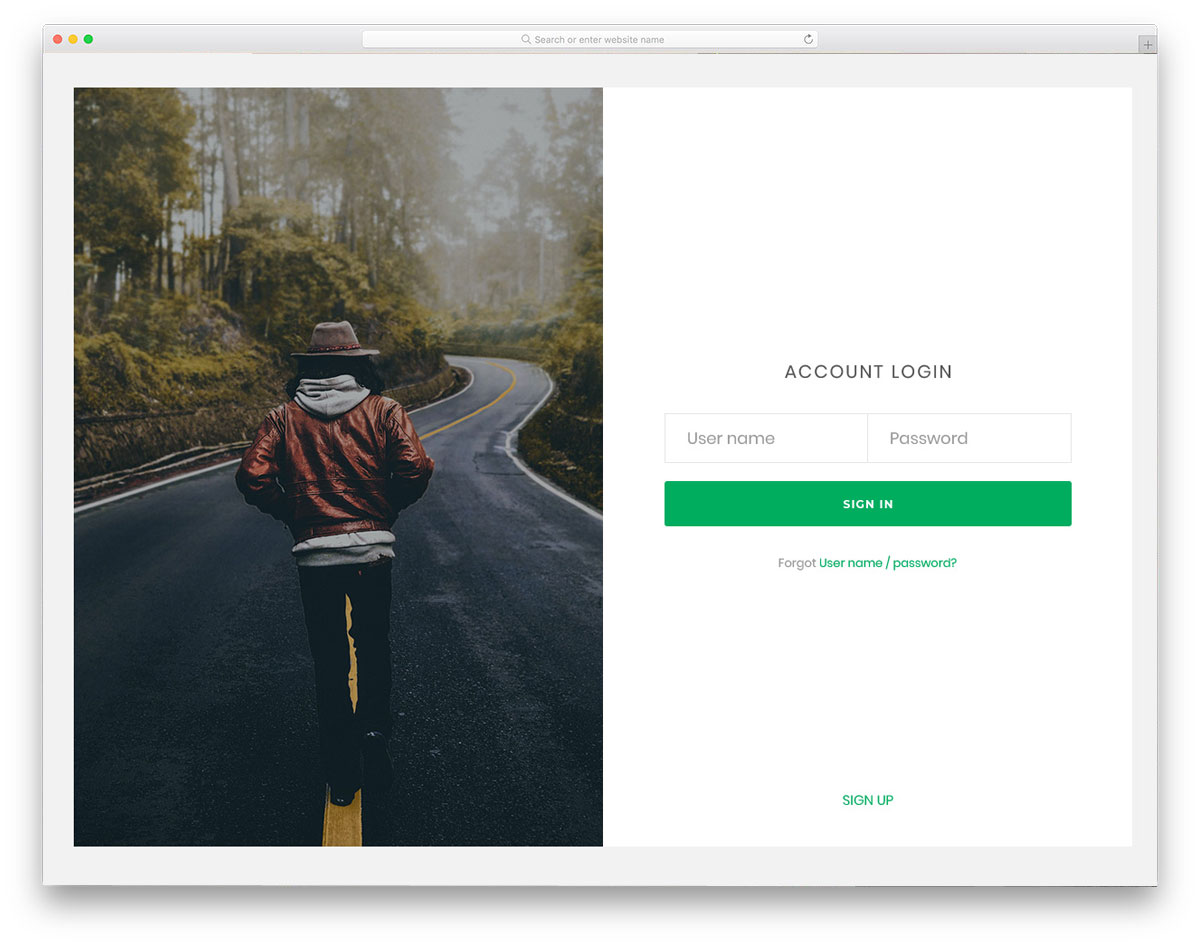 Search or enter website name
ACCOUNT LOGIN
User name
Password
SIGN IN
Forgot User name / password?
SIGN UP